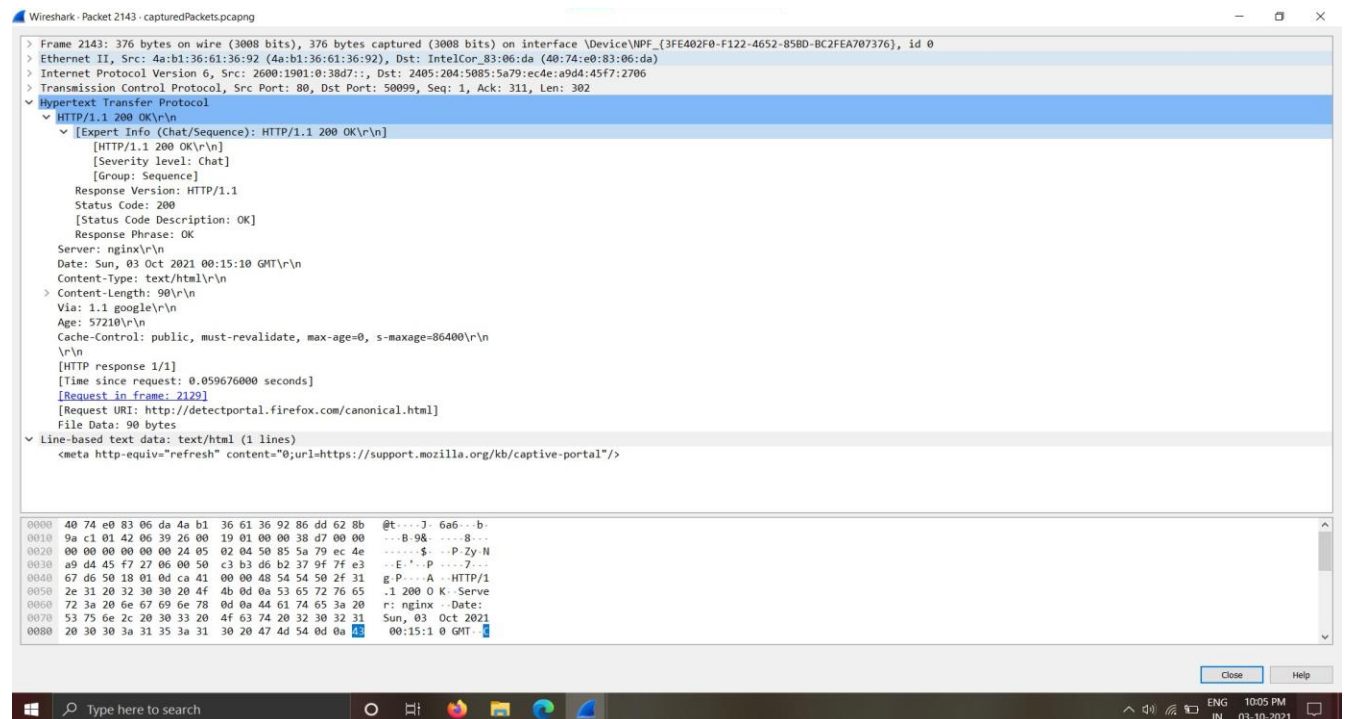 Wireshark · Packet 2143 · capturedPackets.pcapng
> Frame 2143: 376 bytes on wire (3008 bits), 376 bytes captured (3008 bits) on interface \Device\NPF_{3FE402F0-F122-4652-85BD-BC2FEA707376}, id 0
> Ethernet II, Src: 4a:b1:36:61:36:92 (4a:b1:36:61:36:92), Dst: IntelCor_83:06:da (40:74:e0:83:06:da)
> Internet Protocol Version 6, Src: 2600:1901:0:38d7::, Dst: 2405:204:5085:5a79:ec4e:a9d4:45f7:2706
> Transmission Control Protocol, Src Port: 80, Dst Port: 50099, Seq: 1, Ack: 311, Len: 302
Hypertext Transfer Protocol
HTTP/1.1 200 OK\r\n
[Expert Info (Chat/Sequence): HTTP/1.1 200 OK\r\n]
[HTTP/1.1 200 OK\r\n]
[Severity level: Chat]
[Group: Sequence]
Response Version: HTTP/1.1
Status Code: 200
[Status Code Description: OK]
Response Phrase: OK
Server: nginx\r\n
Date: Sun, 03 Oct 2021 00:15:10 GMT\r\n
Content-Type: text/html\r\n
> Content-Length: 90\r\n
Via: 1.1 google\r\n
Age: 57210\r\n
Cache-Control: public, must-revalidate, max-age=0, s-maxage=86400\r\n
\r\n
[HTTP response 1/1]
[Time since request: 0.059676000 seconds]
[Request in frame: 2129]
[Request URI: http://detectportal.firefox.com/canonical.html]
File Data: 90 bytes
Line-based text data: text/html (1 lines)
<meta http-equiv="refresh" content="0;url=https://support.mozilla.org/kb/captive-portal"/>
0000 40 74 e0 83 06 da 4a b1 36 61 36 92 86 dd 62 8b @t····J· 6a6···b·
0010 9a c1 01 42 06 39 26 00 19 01 00 00 38 d7 00 00 ···B·9&· ····8···
0020 00 00 00 00 00 00 24 05 02 04 50 85 5a 79 ec 4e ······$· ··P·Zy·N
0030 a9 d4 45 f7 27 06 00 50 c3 b3 d6 b2 37 9f 7f e3 ··E·'··P ····7···
0040 67 d6 50 18 01 0d ca 41 00 00 48 54 54 50 2f 31 g·P····A ··HTTP/1
0050 2e 31 20 32 30 30 20 4f 4b 0d 0a 53 65 72 76 65 .1 200 O K··Serve
0060 72 3a 20 6e 67 69 6e 78 0d 0a 44 61 74 65 3a 20 r: nginx ··Date:
0070 53 75 6e 2c 20 30 33 20 4f 63 74 20 32 30 32 31 Sun, 03 Oct 2021
0080 20 30 30 3a 31 35 3a 31 30 20 47 4d 54 0d 0a 43 00:15:1 0 GMT··C
Close Help
Type here to search
ENG 10:05 PM
IN 03-10-2021